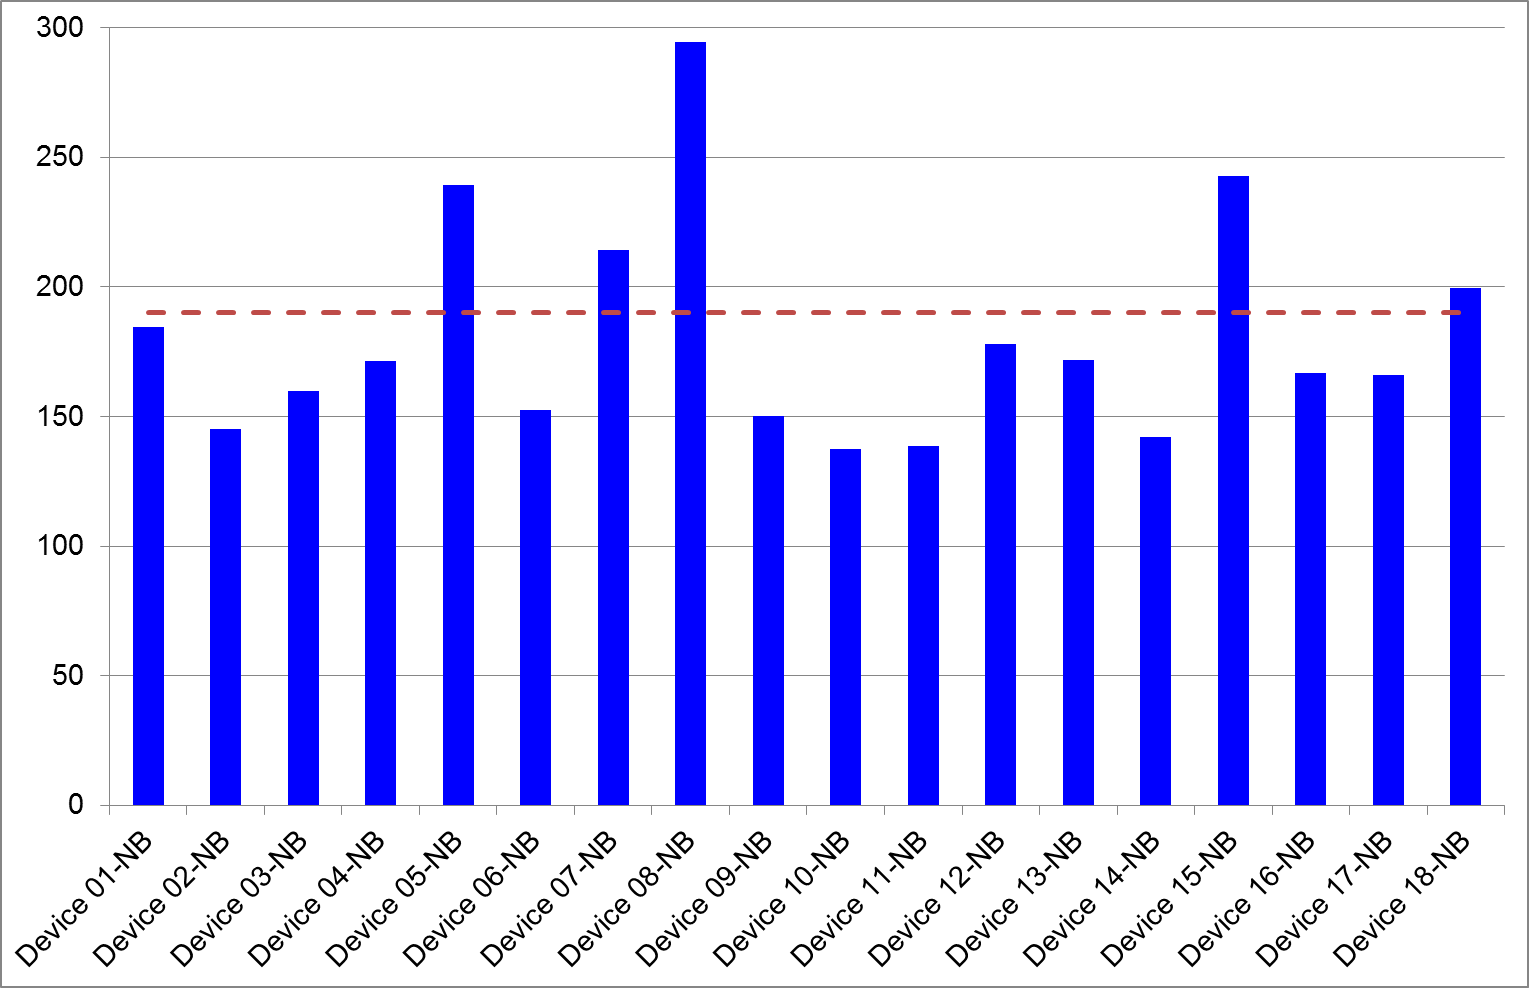 300
250
200
150
100
50
0
Device 01-NB
Device 02-NB
Device 03-NB
Device 04-NB
Device 05-NB
Device 06-NB
Device 07-NB
Device 08-NB
Device 09-NB
Device 10-NB
Device 11-NB
Device 12-NB
Device 13-NB
Device 14-NB
Device 15-NB
Device 16-NB
Device 17-NB
Device 18-NB